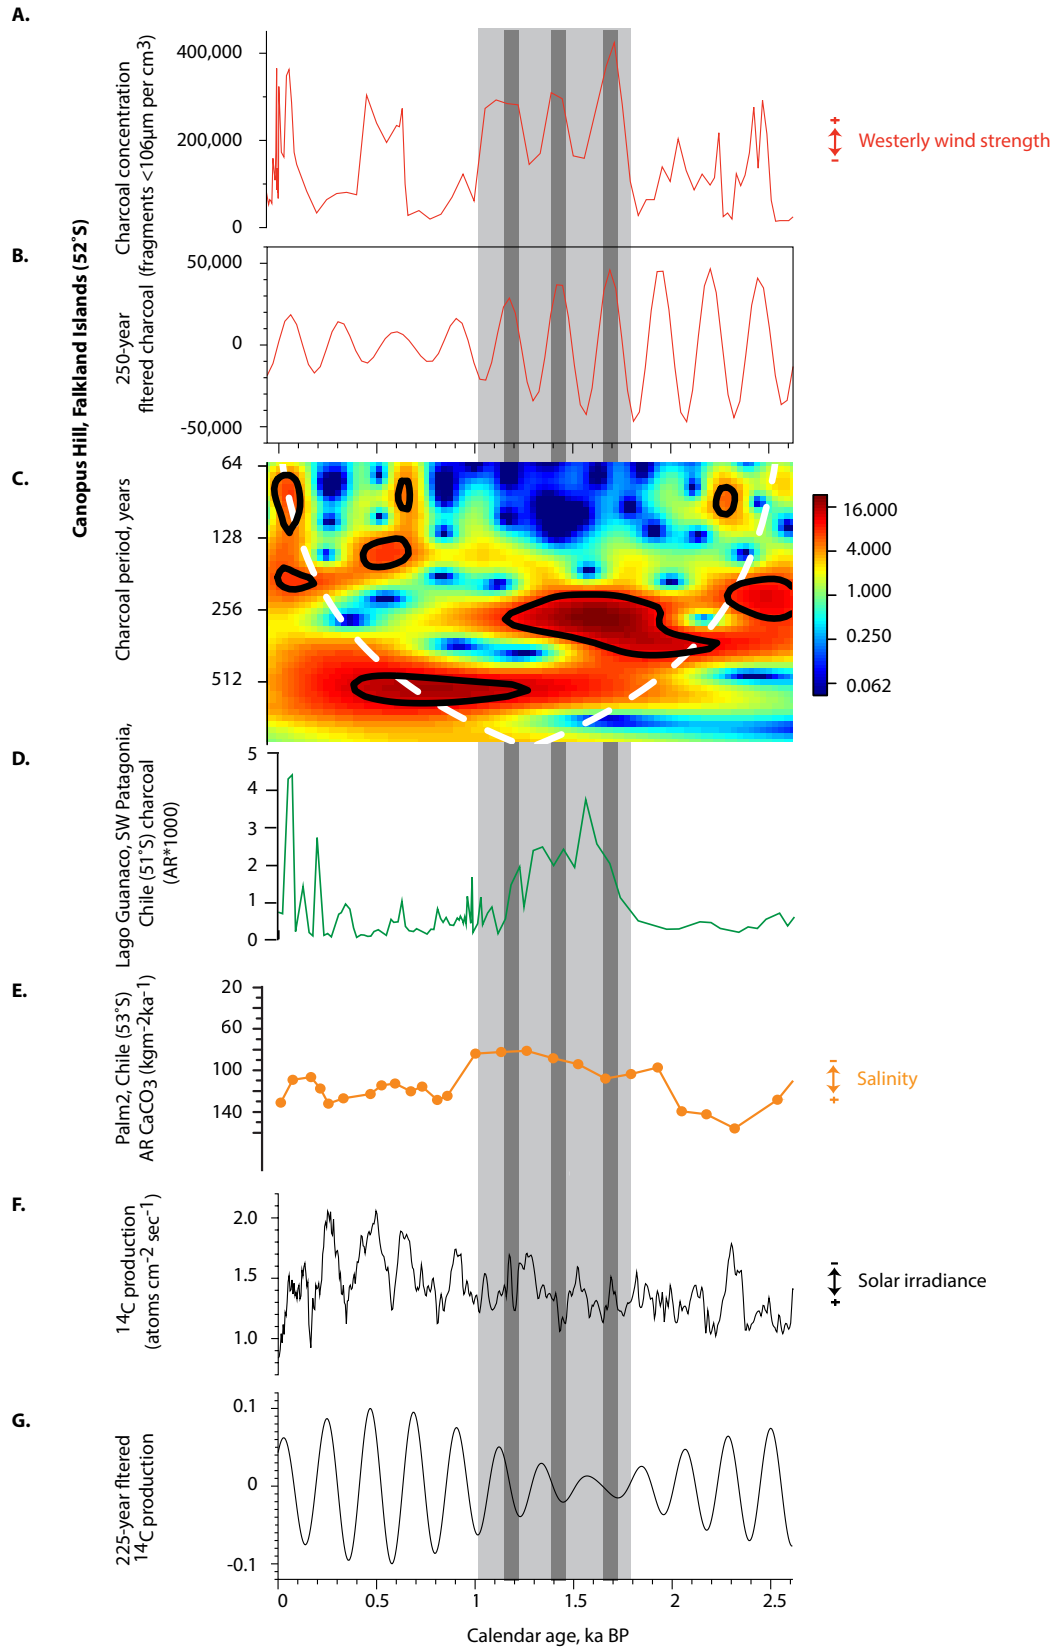 A.
Canopus Hill, Falkland Islands (52˚S)
Charcoal concentration
(fragments <106µm per cm³)
400,000
200,000
0
+
-
Westerly wind strength
B.
250-year
fltered charcoal
50,000
0
-50,000
C.
Charcoal period, years
64
128
256
512
16.000
4.000
1.000
0.250
0.062
D.
Lago Guanaco, SW Patagonia,
Chile (51˚S) charcoal
(AR*1000)
5
4
3
2
1
0
E.
Palm2, Chile (53˚S)
AR CaCO₃ (kgm⁻²ka⁻¹)
20
60
100
140
-
+
Salinity
F.
¹⁴C production
(atoms cm⁻² sec⁻¹)
2.0
1.5
1.0
-
+
Solar irradiance
G.
225-year fltered
¹⁴C production
0.1
0
-0.1
0 0.5 1 1.5 2 2.5
Calendar age, ka BP